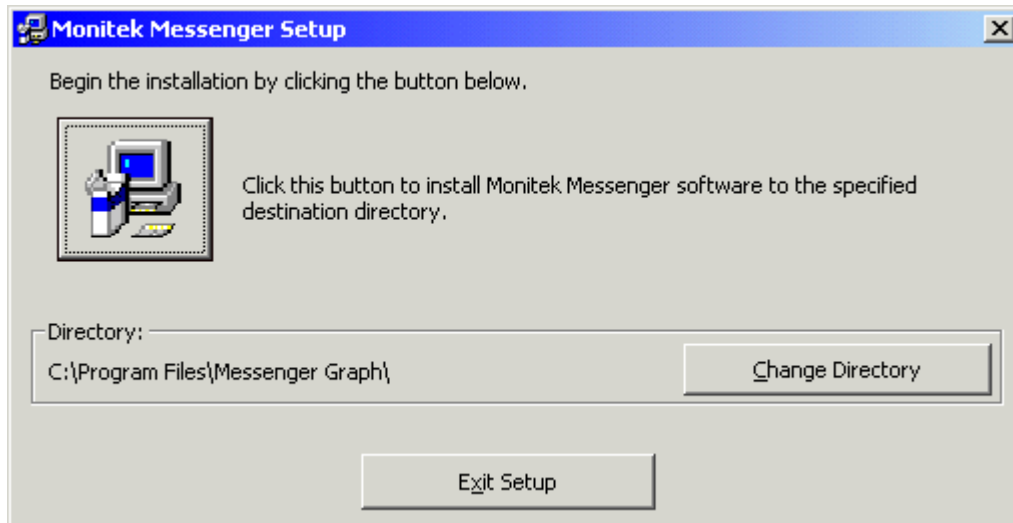 Monitek Messenger Setup
Begin the installation by clicking the button below.
Click this button to install Monitek Messenger software to the specified
destination directory.
Directory:
C:\Program Files\Messenger Graph\
Change Directory
Exit Setup